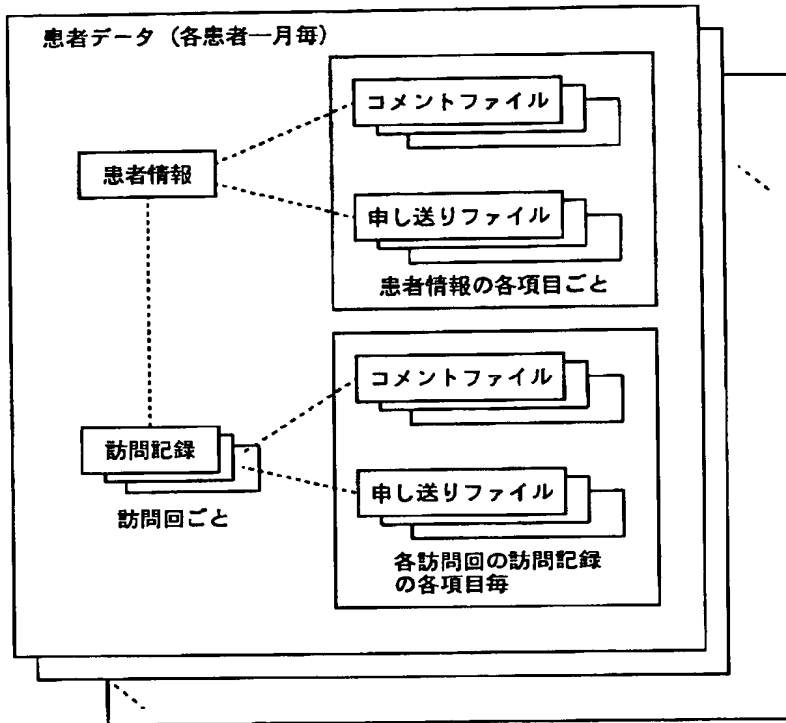 患者データ（各患者一月毎）
コメントファイル
患者情報
申し送りファイル
患者情報の各項目ごと
コメントファイル
訪問記録
申し送りファイル
訪問回ごと
各訪問回の訪問記録
の各項目毎